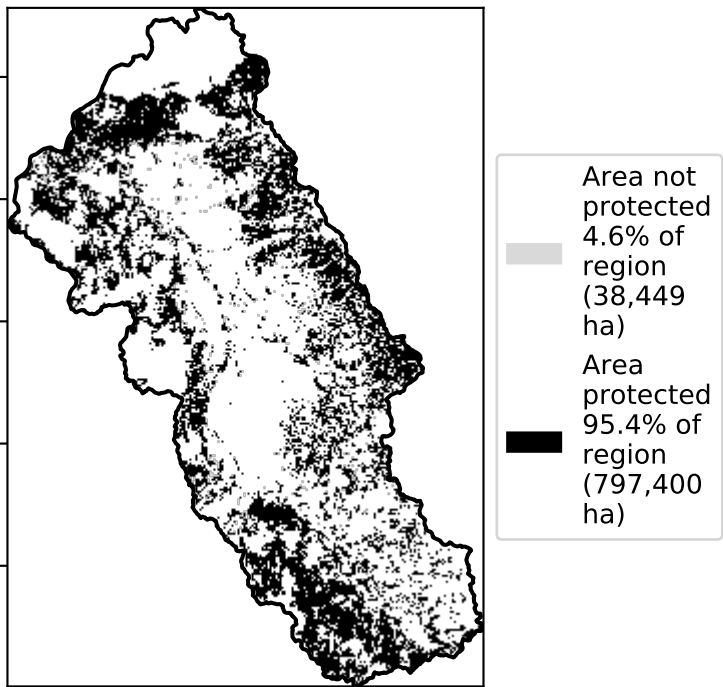 Area not
protected
4.6% of
region
(38,449
ha)
Area
protected
95.4% of
region
(797,400
ha)